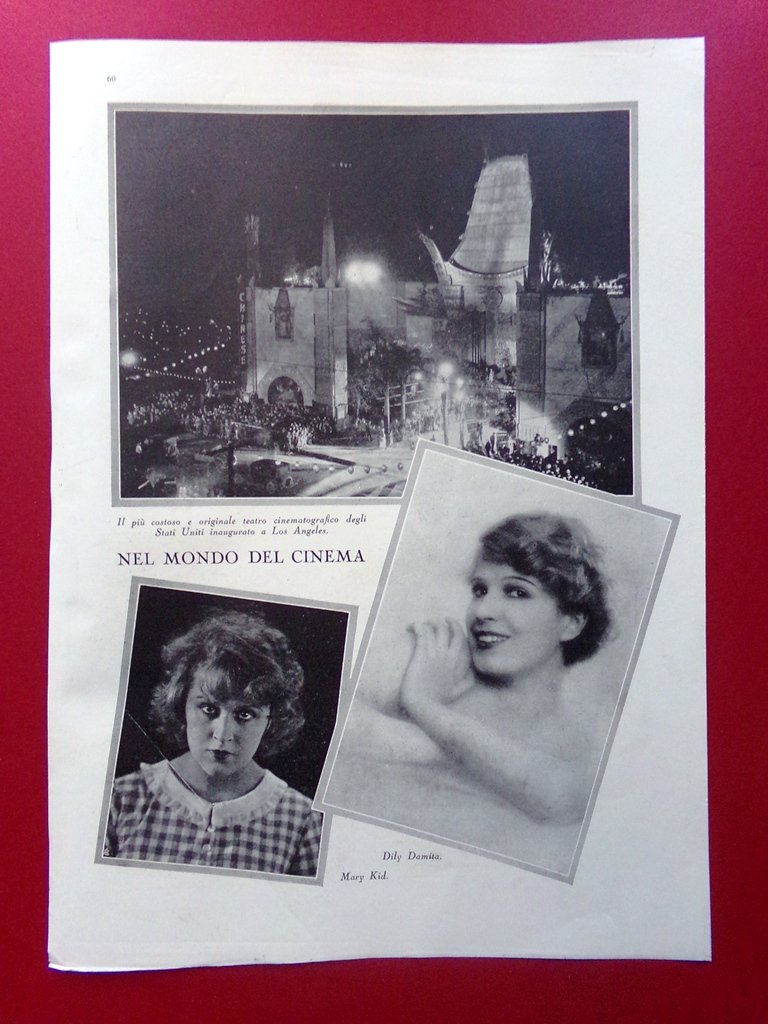 60
CHINESE
Il più costoso e originale teatro cinematografico degli
Stati Uniti inaugurato a Los Angeles.
NEL MONDO DEL CINEMA
Dily Damita.
Mary Kid.